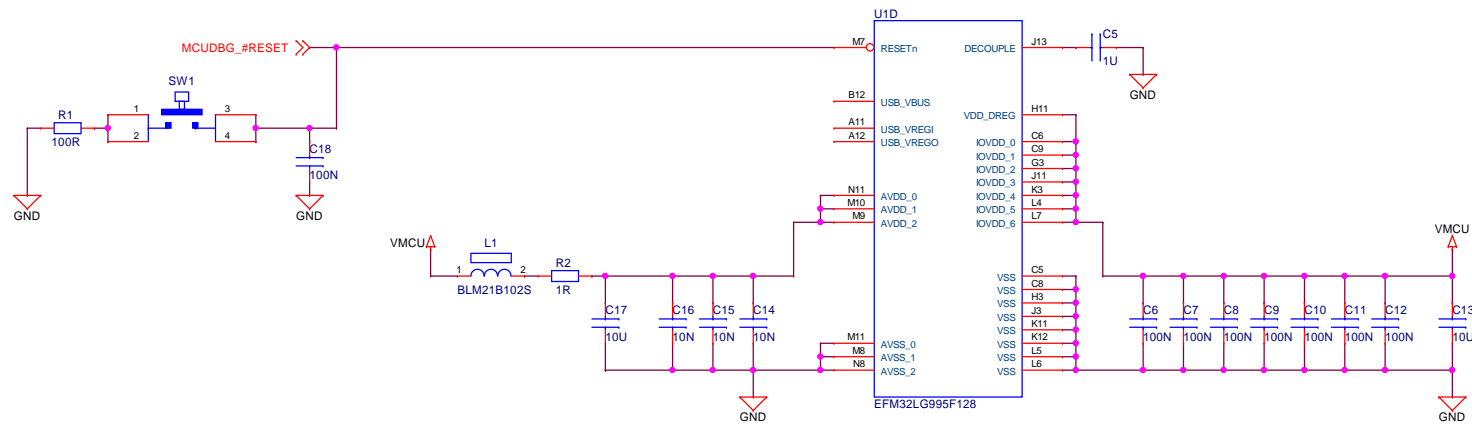 U1D
MCUDBG_#RESET
M7
RESETn
DECOUPLE
J13
C5
1U
GND
SW1
R1
100R
1
2
3
4
C18
100N
GND
GND
B12
USB_VBUS
A11
USB_VREGI
A12
USB_VREGO
H11
VDD_DREG
C6
IOVDD_0
C9
IOVDD_1
G3
IOVDD_2
J11
IOVDD_3
K3
IOVDD_4
L4
IOVDD_5
L7
IOVDD_6
N11
AVDD_0
M10
AVDD_1
M9
AVDD_2
VMCU
L1
1
2
BLM21B102S
R2
1R
C17
10U
C16
10N
C15
10N
C14
10N
M11
AVSS_0
M8
AVSS_1
N8
AVSS_2
GND
C5
VSS
C8
VSS
H3
VSS
J3
VSS
K11
VSS
K12
VSS
L5
VSS
L6
VSS
EFM32LG995F128
VMCU
C6
100N
C7
100N
C8
100N
C9
100N
C10
100N
C11
100N
C12
100N
C13
10U
GND